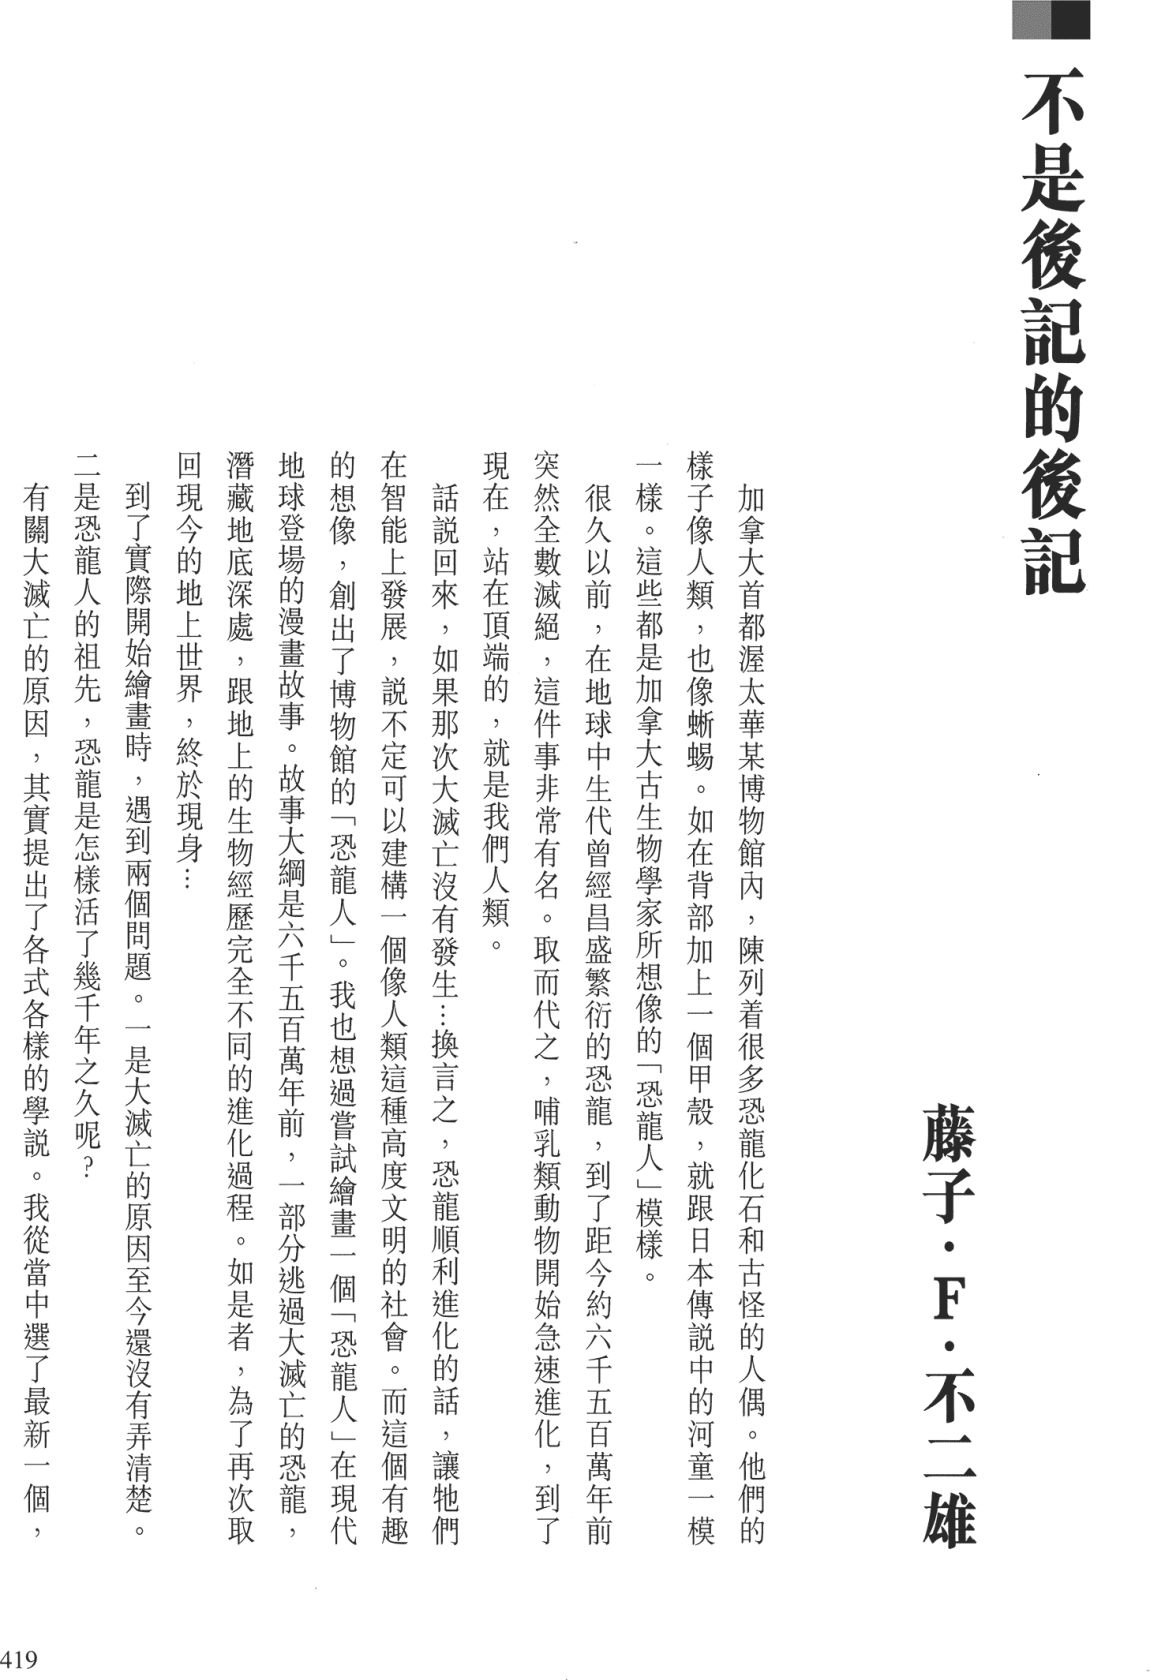 不是後記的後記
藤子·F·不二雄
加拿大首都渥太華某博物館內，陳列着很多恐龍化石和古怪的人偶。他們的
樣子像人類，也像蜥蜴。如在背部加上一個甲殼，就跟日本傳説中的河童一模
一樣。這些都是加拿大古生物學家所想像的「恐龍人」模樣。
很久以前，在地球中生代曾經昌盛繁衍的恐龍，到了距今約六千五百萬年前
突然全數滅絕，這件事非常有名。取而代之，哺乳類動物開始急速進化，到了
現在，站在頂端的，就是我們人類。
話説回來，如果那次大滅亡沒有發生…換言之，恐龍順利進化的話，讓牠們
在智能上發展，説不定可以建構一個像人類這種高度文明的社會。而這個有趣
的想像，創出了博物館的「恐龍人」。我也想過嘗試繪畫一個「恐龍人」在現代
地球登場的漫畫故事。故事大綱是六千五百萬年前，一部分逃過大滅亡的恐龍，
潛藏地底深處，跟地上的生物經歷完全不同的進化過程。如是者，為了再次取
回現今的地上世界，終於現身…
到了實際開始繪畫時，遇到兩個問題。一是大滅亡的原因至今還沒有弄清楚。
二是恐龍人的祖先，恐龍是怎樣活了幾千年之久呢？
有關大滅亡的原因，其實提出了各式各樣的學説。我從當中選了最新一個，
419